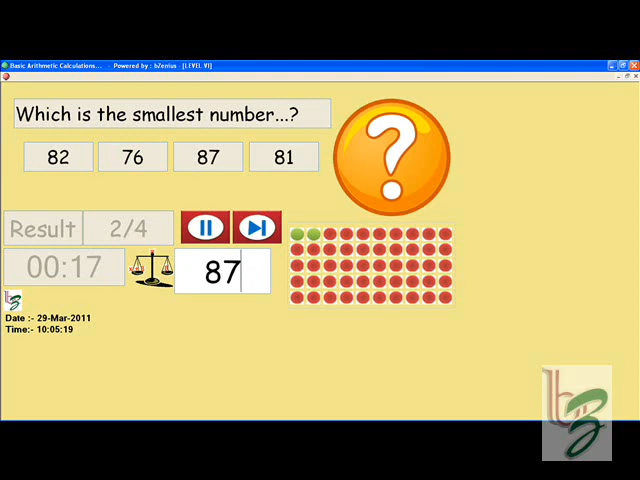 Basic Arithmetic Calculations... - Powered by : bZenius - [LEVEL VI]
Which is the smallest number...?
82 76 87 81
Result 2/4
00:17
87
Date :- 29-Mar-2011
Time:- 10:05:19